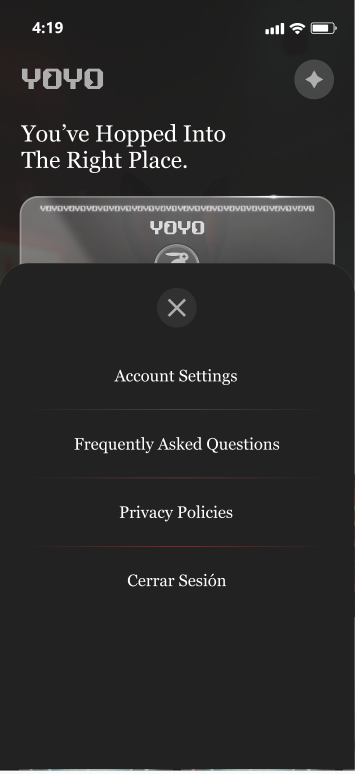 4:19
YOYO
You’ve Hopped Into
The Right Place.
YOYOYOYOYOYOYOYOYOYOYOYOYOYOYOYOYOYOYOYOYOYO
YOYO
Account Settings
Frequently Asked Questions
Privacy Policies
Cerrar Sesión